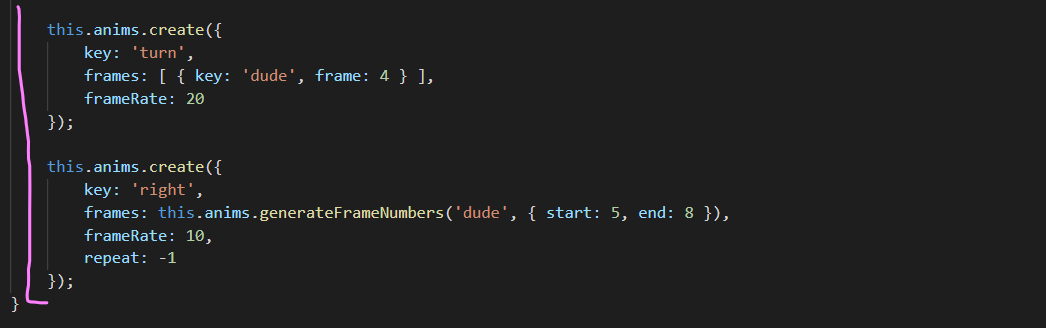 this.anims.create({
key: 'turn',
frames: [ { key: 'dude', frame: 4 } ],
frameRate: 20
});
this.anims.create({
key: 'right',
frames: this.anims.generateFrameNumbers('dude', { start: 5, end: 8 }),
frameRate: 10,
repeat: -1
});
}